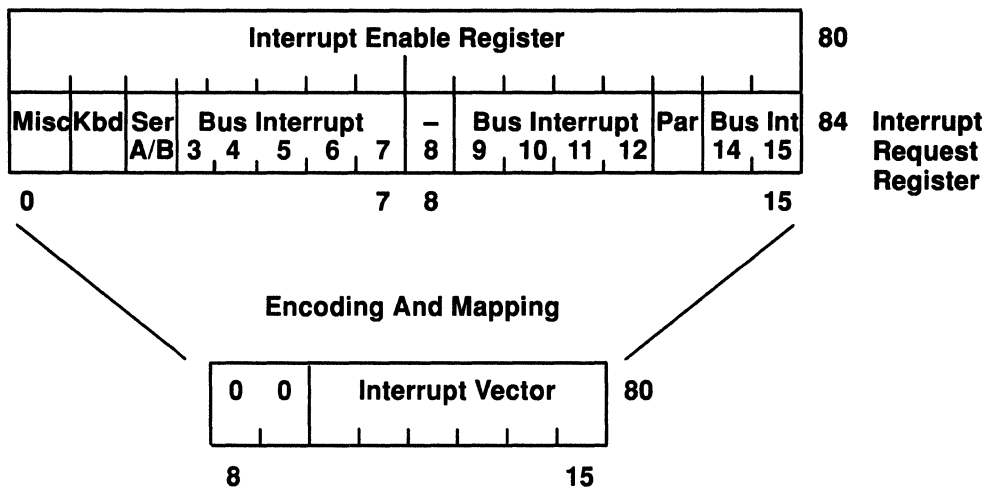 Interrupt Enable Register 80
Misc Kbd Ser Bus Interrupt – Bus Interrupt Par Bus Int 84 Interrupt
A/B 3 4 5 6 7 8 9 10 11 12 14 15 Request
Register
0 7 8 15
Encoding And Mapping
0 0 Interrupt Vector 80
8 15